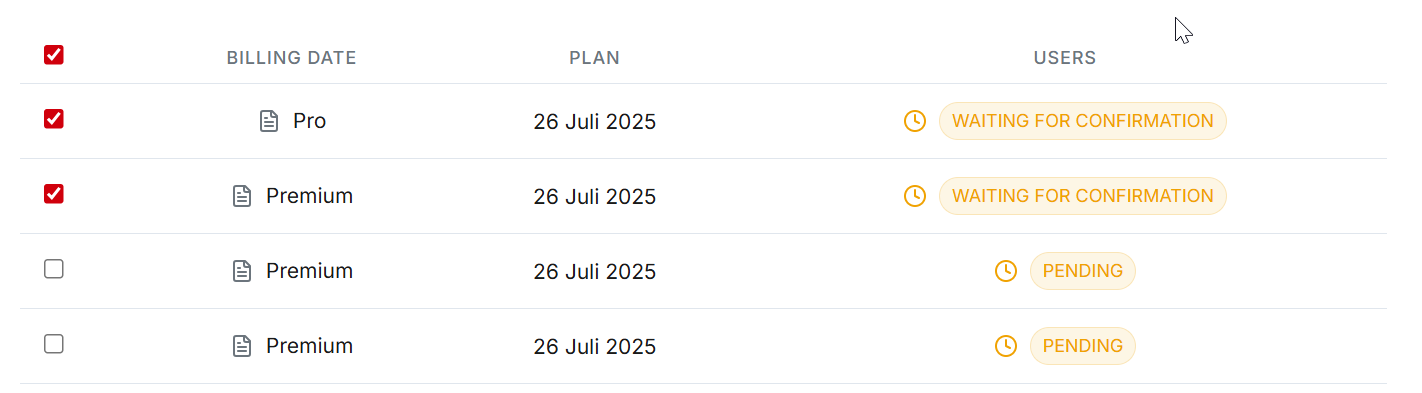 BILLING DATE PLAN USERS
Pro 26 Juli 2025 WAITING FOR CONFIRMATION
Premium 26 Juli 2025 WAITING FOR CONFIRMATION
Premium 26 Juli 2025 PENDING
Premium 26 Juli 2025 PENDING